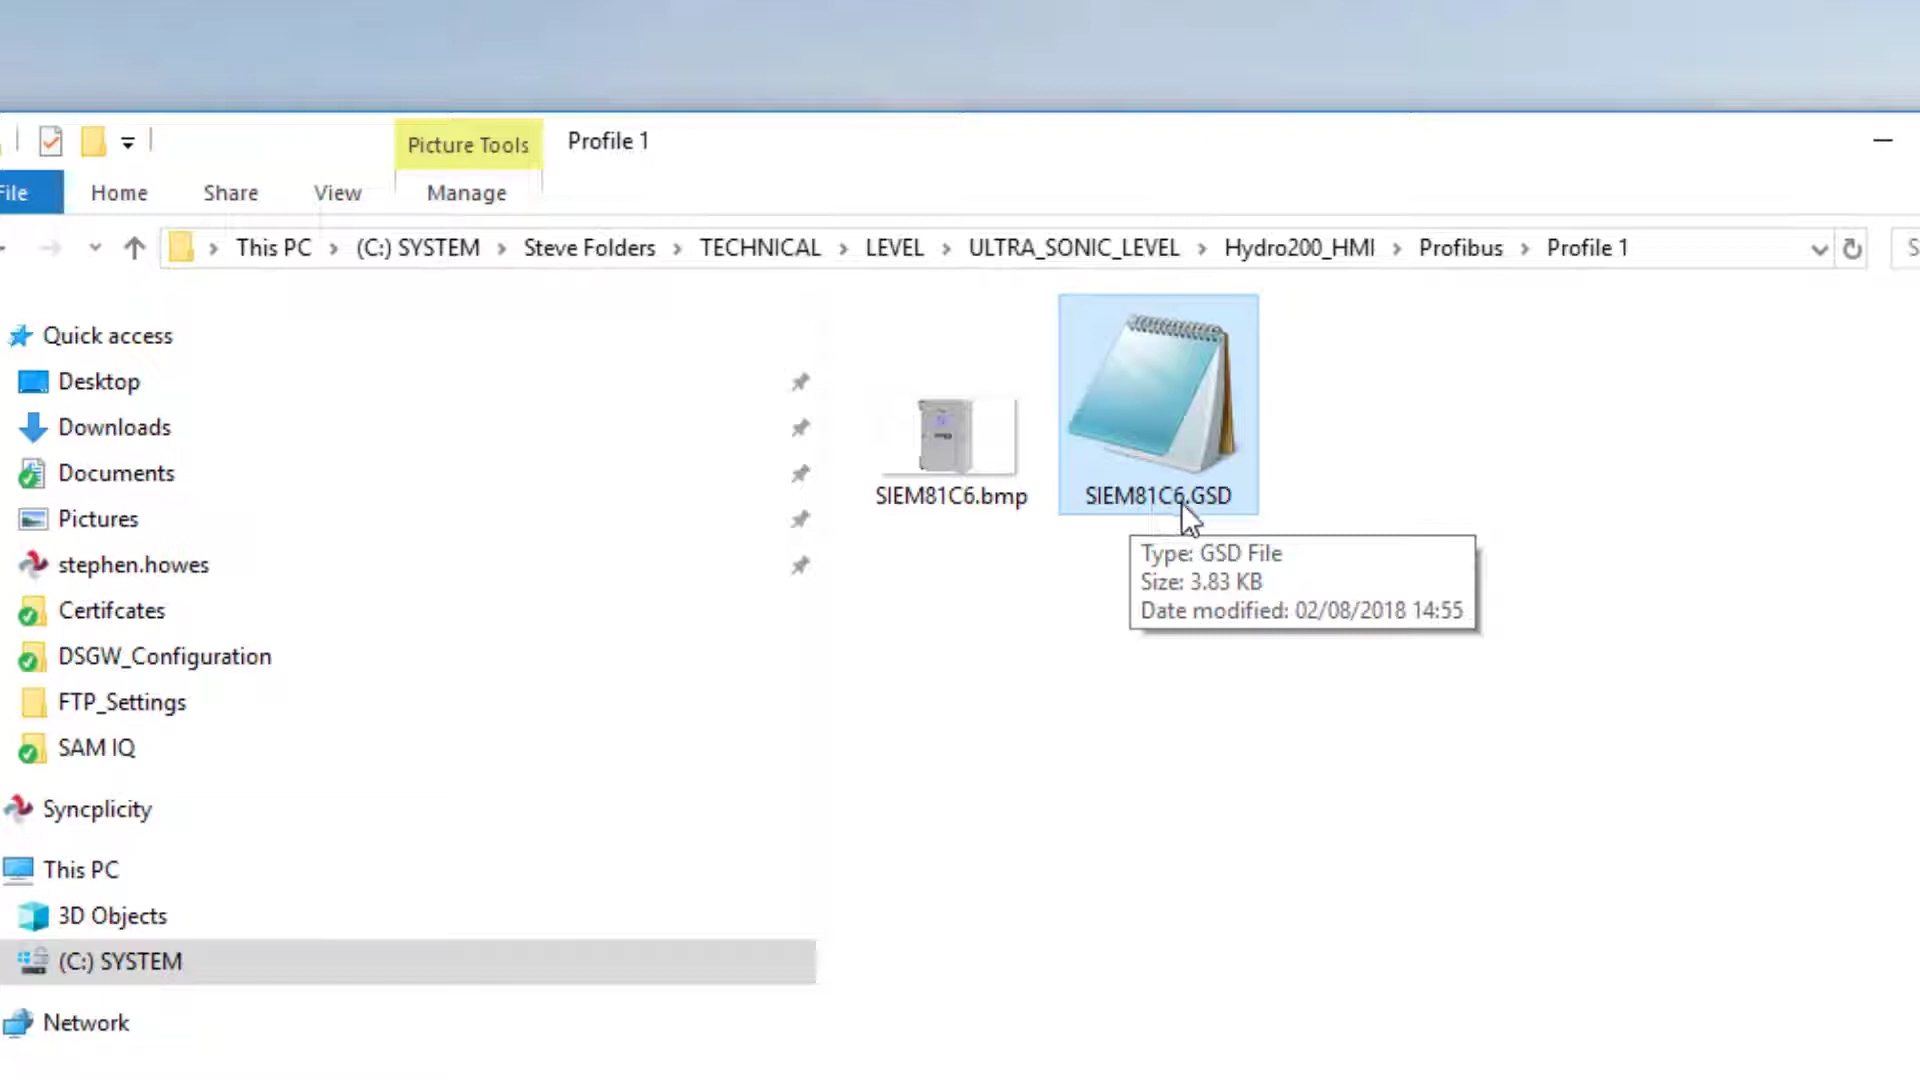 Picture Tools Profile 1
File Home Share View Manage
This PC (C:) SYSTEM Steve Folders TECHNICAL LEVEL ULTRA_SONIC_LEVEL Hydro200_HMI Profibus Profile 1
Quick access
Desktop
Downloads
Documents
Pictures
stephen.howes
Certifcates
DSGW_Configuration
FTP_Settings
SAM IQ
Syncplicity
This PC
3D Objects
(C:) SYSTEM
Network
SIEM81C6.bmp
SIEM81C6.GSD
Type: GSD File
Size: 3.83 KB
Date modified: 02/08/2018 14:55